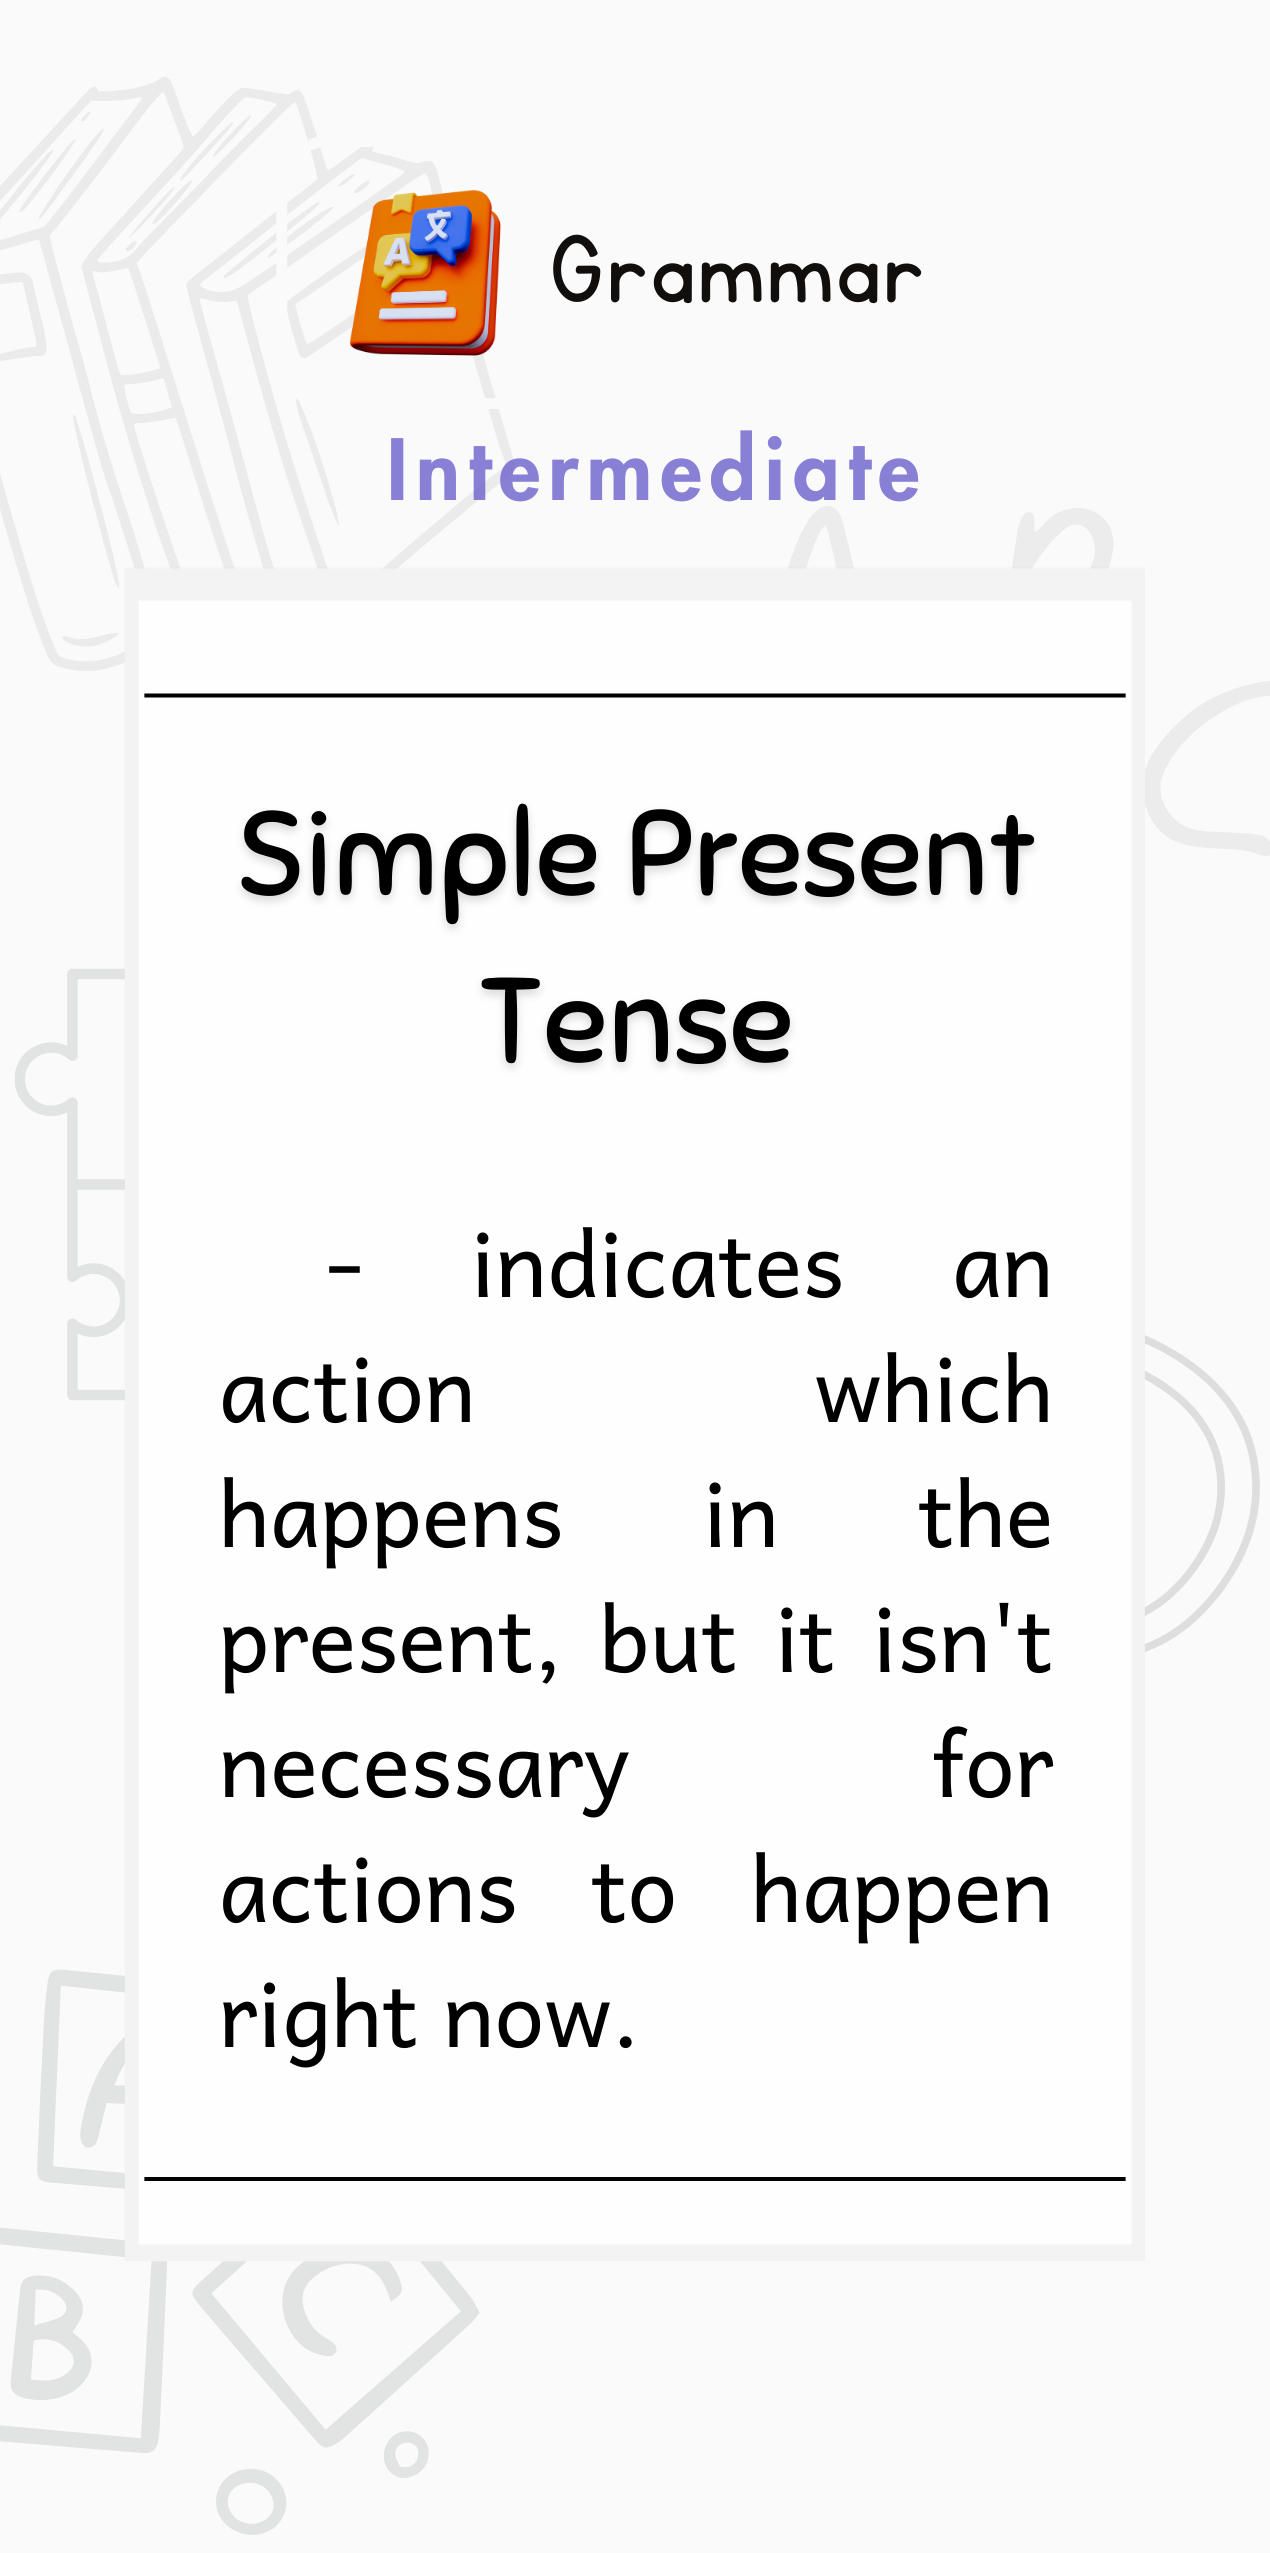 A 文
Grammar
Intermediate
Simple Present
Tense
- indicates an
action which
happens in the
present, but it isn't
necessary for
actions to happen
right now.
A
B
C